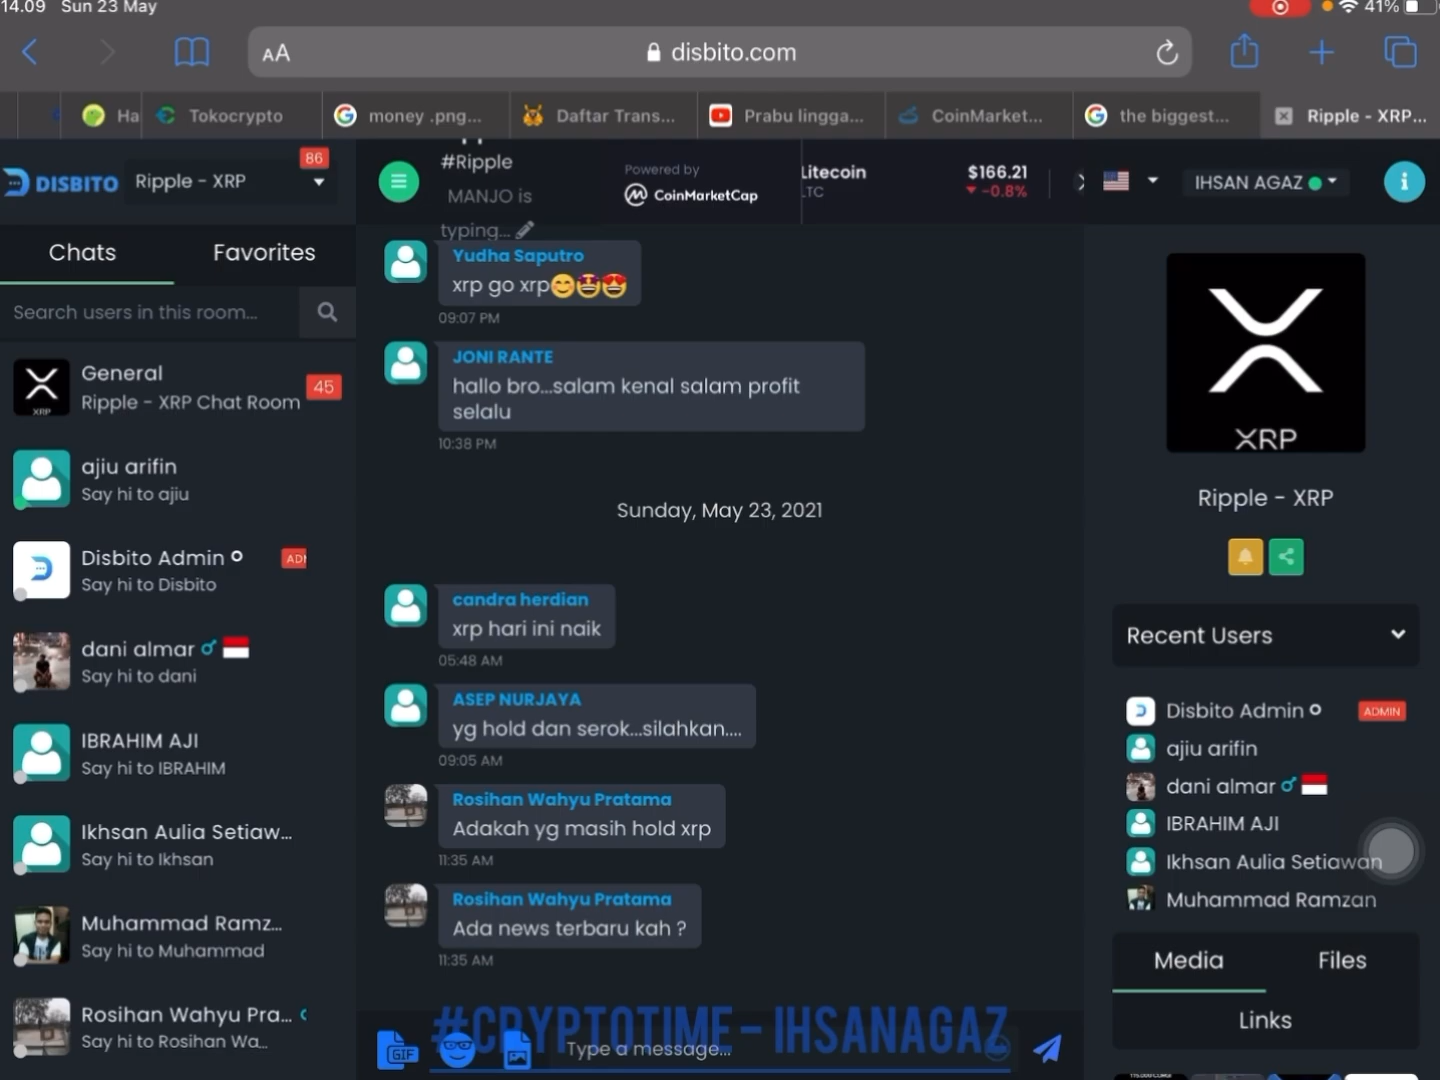 14.09 Sun 23 May
41%
AA
disbito.com
Ha
Tokocrypto
money .png...
Daftar Trans...
Prabu lingga...
CoinMarket...
the biggest...
Ripple - XRP...
DISBITO
Ripple - XRP
86
#Ripple
MANJO is
typing...
Powered by
CoinMarketCap
Litecoin
LTC
$166.21
-0.8%
IHSAN AGAZ
Chats
Favorites
Search users in this room...
General
Ripple - XRP Chat Room
45
XRP
ajiu arifin
Say hi to ajiu
Disbito Admin
Say hi to Disbito
dani almar
Say hi to dani
IBRAHIM AJI
Say hi to IBRAHIM
Ikhsan Aulia Setiaw...
Say hi to Ikhsan
Muhammad Ramz...
Say hi to Muhammad
Rosihan Wahyu Pra...
Say hi to Rosihan Wa...
Yudha Saputro
xrp go xrp😊🤩😍
09:07 PM
JONI RANTE
hallo bro...salam kenal salam profit
selalu
10:38 PM
Sunday, May 23, 2021
candra herdian
xrp hari ini naik
05:48 AM
ASEP NURJAYA
yg hold dan serok...silahkan....
09:05 AM
Rosihan Wahyu Pratama
Adakah yg masih hold xrp
11:35 AM
Rosihan Wahyu Pratama
Ada news terbaru kah ?
11:35 AM
#CRYPTOTIME - IHSANAGAZ
GIF
Type a message...
XRP
Ripple - XRP
Recent Users
Disbito Admin
ADMIN
ajiu arifin
dani almar
IBRAHIM AJI
Ikhsan Aulia Setiawan
Muhammad Ramzan
Media
Files
Links